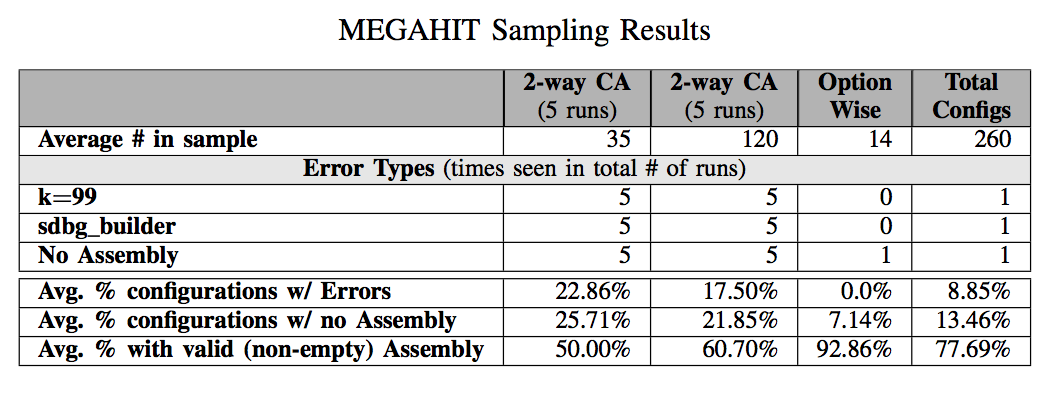 MEGAHIT Sampling Results
2-way CA 2-way CA Option Total
(5 runs) (5 runs) Wise Configs
Average # in sample 35 120 14 260
Error Types (times seen in total # of runs)
k=99 5 5 0 1
sdbg_builder 5 5 0 1
No Assembly 5 5 1 1
Avg. % configurations w/ Errors 22.86% 17.50% 0.0% 8.85%
Avg. % configurations w/ no Assembly 25.71% 21.85% 7.14% 13.46%
Avg. % with valid (non-empty) Assembly 50.00% 60.70% 92.86% 77.69%